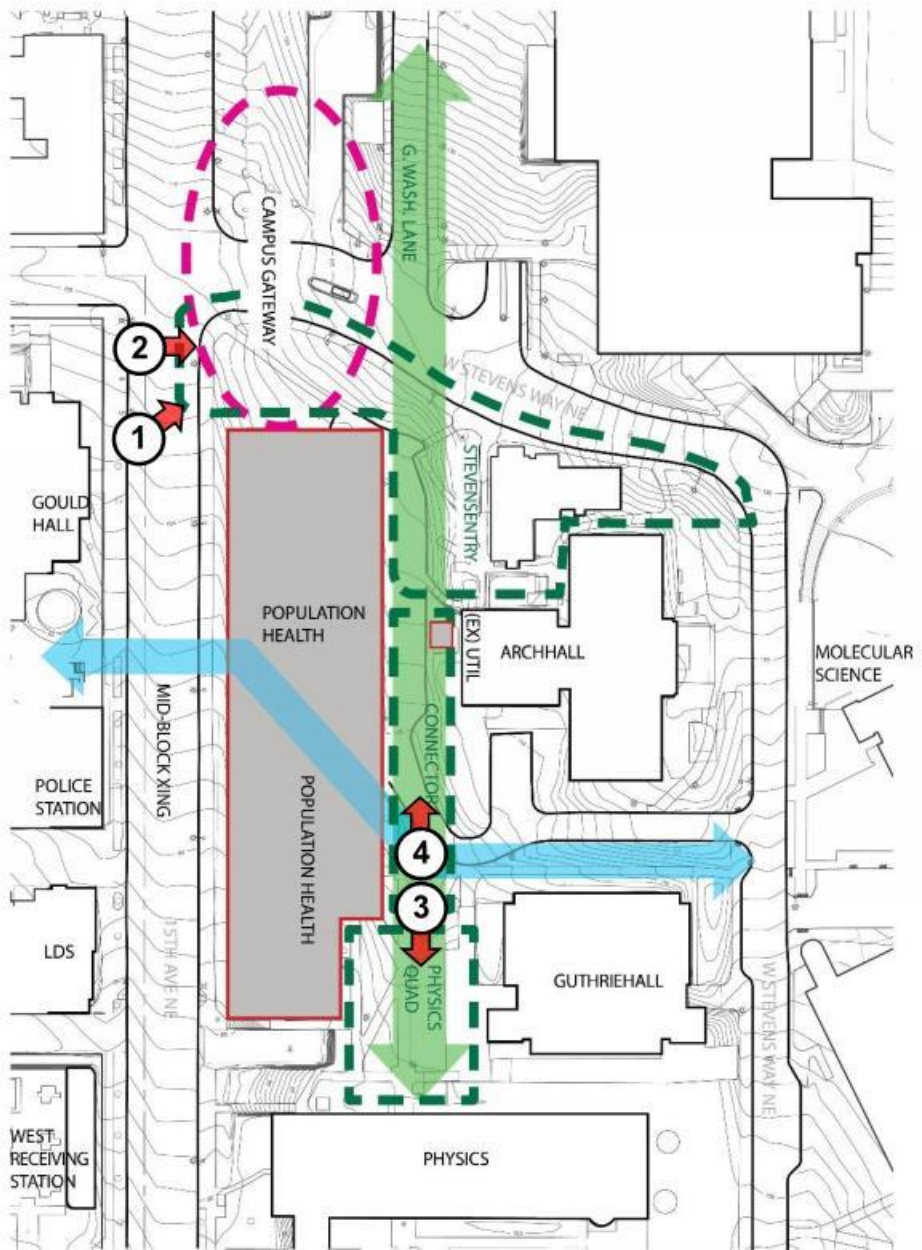 G. WASH. LANE
CAMPUS GATEWAY
2
1
W STEVENS WAY NE
GOULD
HALL
STEVENSENTRY
POPULATION
HEALTH
(EX) UTIL
ARCHHALL
MOLECULAR
SCIENCE
MID-BLOCK XING
CONNECTOR
POLICE
STATION
POPULATION HEALTH
4
3
LDS
15TH AVE NE
PHYSICS
QUAD
GUTHRIEHALL
W STEVENS WAY NE
WEST
RECEIVING
STATION
PHYSICS